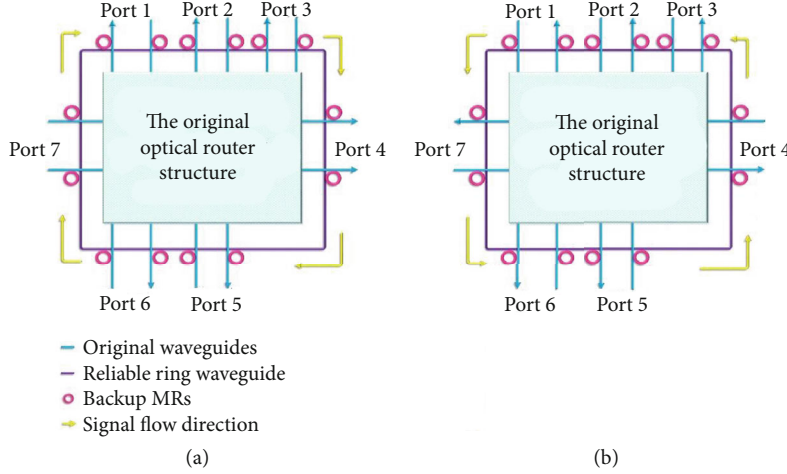 Port 1 Port 2 Port 3
Port 7
The original
optical router
structure
Port 4
Port 6 Port 5
Port 1 Port 2 Port 3
Port 7
The original
optical router
structure
Port 4
Port 6 Port 5
Original waveguides
Reliable ring waveguide
Backup MRs
Signal flow direction
(a)
(b)